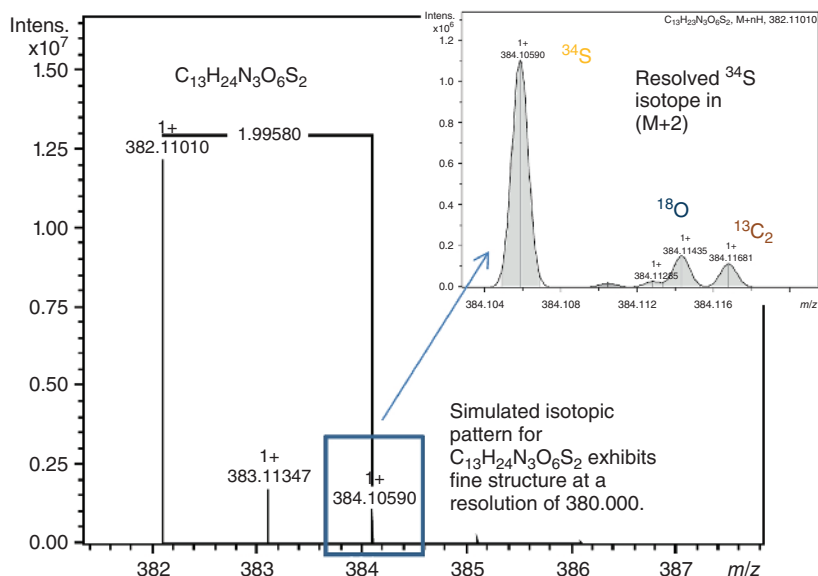 Intens.
x10⁷
1.50
1.25
1.00
0.75
0.50
0.25
0.00
C₁₃H₂₄N₃O₆S₂
1+
382.11010
1.99580
1+
383.11347
1+
384.10590
382
383
384
385
386
387
m/z
Simulated isotopic
pattern for
C₁₃H₂₄N₃O₆S₂ exhibits
fine structure at a
resolution of 380.000.
Intens.
x10⁶
C₁₃H₂₃N₃O₆S₂, M+nH, 382.11010
1.2
1.0
0.8
0.6
0.4
0.2
0.0
1+
384.10590
³⁴S
Resolved ³⁴S
isotope in
(M+2)
¹⁸O
¹³C₂
1+
384.11285
1+
384.11435
1+
384.11681
384.104
384.108
384.112
384.116
m/z